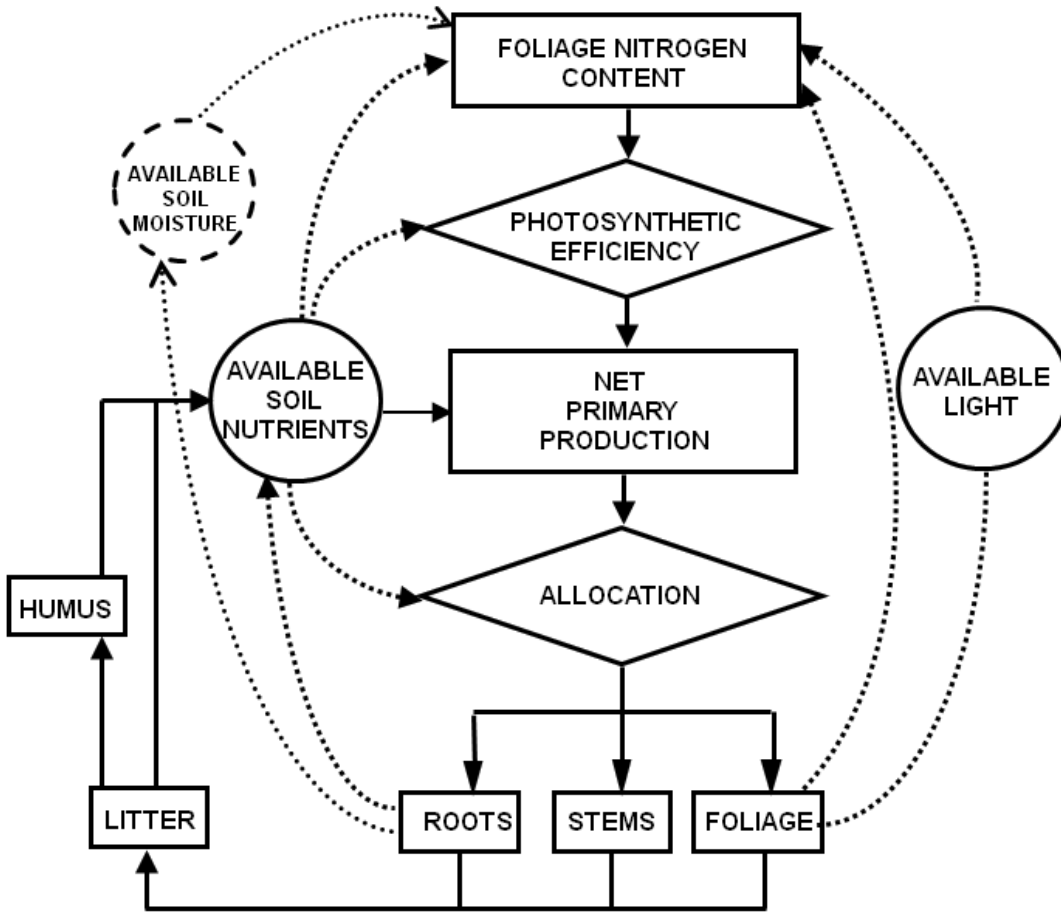 FOLIAGE NITROGEN
CONTENT
AVAILABLE
SOIL
MOISTURE
PHOTOSYNTHETIC
EFFICIENCY
AVAILABLE
SOIL
NUTRIENTS
NET
PRIMARY
PRODUCTION
AVAILABLE
LIGHT
HUMUS
ALLOCATION
LITTER
ROOTS
STEMS
FOLIAGE